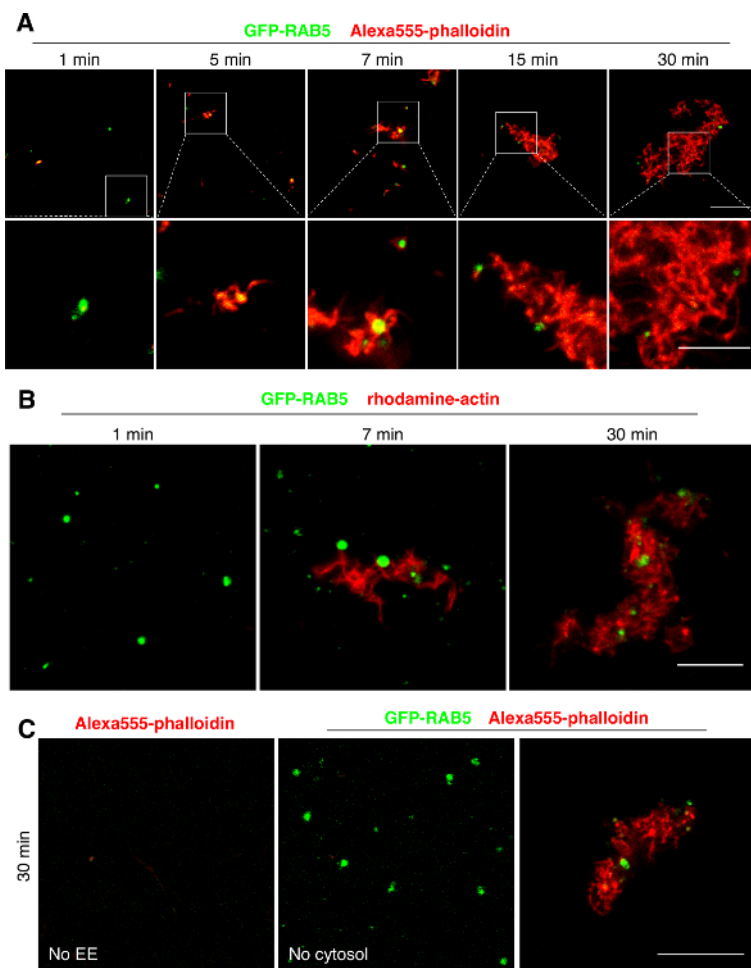 A
GFP-RAB5 Alexa555-phalloidin
1 min 5 min 7 min 15 min 30 min
B
GFP-RAB5 rhodamine-actin
1 min 7 min 30 min
C
Alexa555-phalloidin GFP-RAB5 Alexa555-phalloidin
30 min
No EE No cytosol